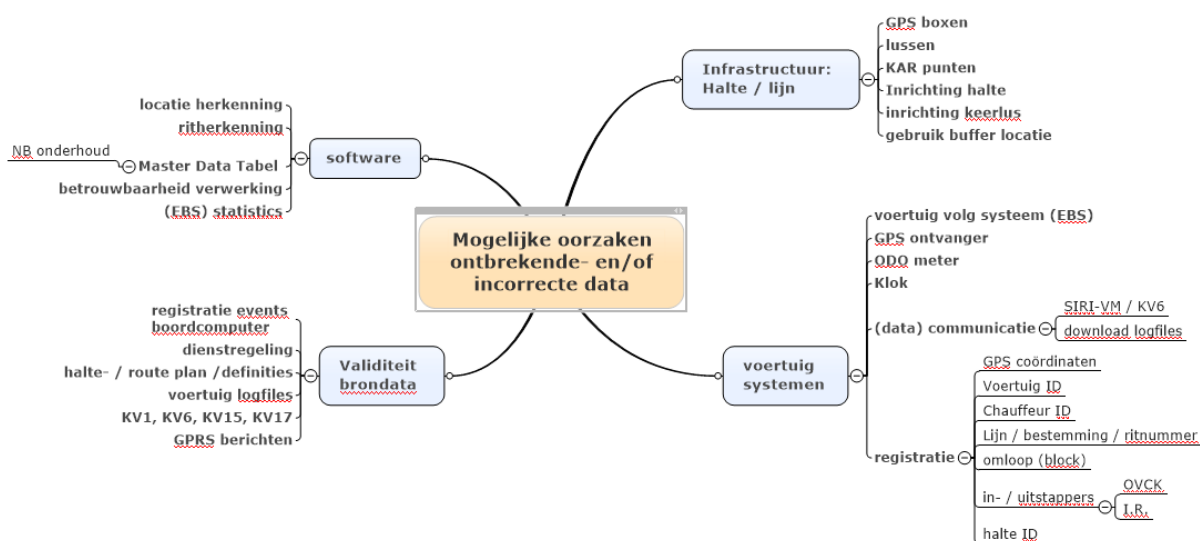 Mogelijke oorzaken
ontbrekende- en/of
incorrecte data
Infrastructuur:
Halte / lijn
GPS boxen
lussen
KAR punten
Inrichting halte
inrichting keerlus
gebruik buffer locatie
software
locatie herkenning
ritherkenning
Master Data Tabel
NB onderhoud
betrouwbaarheid verwerking
(EBS) statistics
Validiteit
brondata
registratie events
boordcomputer
dienstregeling
halte- / route plan /definities
voertuig logfiles
KV1, KV6, KV15, KV17
GPRS berichten
voertuig
systemen
voertuig volg systeem (EBS)
GPS ontvanger
ODO meter
Klok
(data) communicatie
SIRI-VM / KV6
download logfiles
registratie
GPS coördinaten
Voertuig ID
Chauffeur ID
Lijn / bestemming / ritnummer
omloop (block)
in- / uitstappers
OVCK
I.R.
halte ID